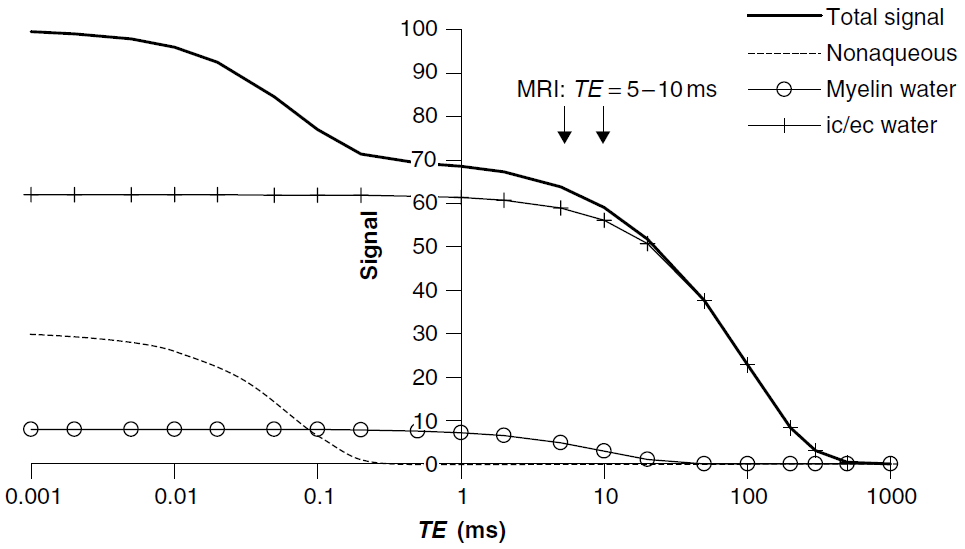 Total signal
Nonaqueous
Myelin water
ic/ec water
MRI: TE = 5–10 ms
100
90
80
70
60
50
40
30
20
10
0
Signal
0.001
0.01
0.1
1
10
100
1000
TE (ms)